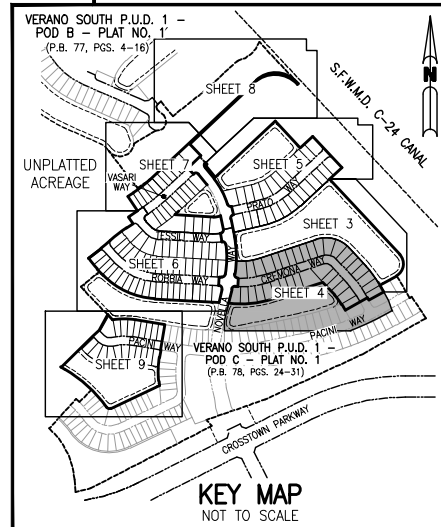 VERANO SOUTH P.U.D. 1 –
POD B – PLAT NO. 1
(P.B. 77, PGS. 4-16)
SHEET 8
N
S.F.W.M.D. C-24 CANAL
UNPLATTED
ACREAGE
SHEET 7
VASARI
WAY
SHEET 5
PRATO WAY
SHEET 3
TESSILI WAY
SHEET 6
ROBBIA WAY
NOVELLA WAY
CREMONA WAY
SHEET 4
PACINI WAY
PACINI WAY
SHEET 9
VERANO SOUTH P.U.D. 1 –
POD C – PLAT NO. 1
(P.B. 78, PGS. 24-31)
CROSSTOWN PARKWAY
KEY MAP
NOT TO SCALE